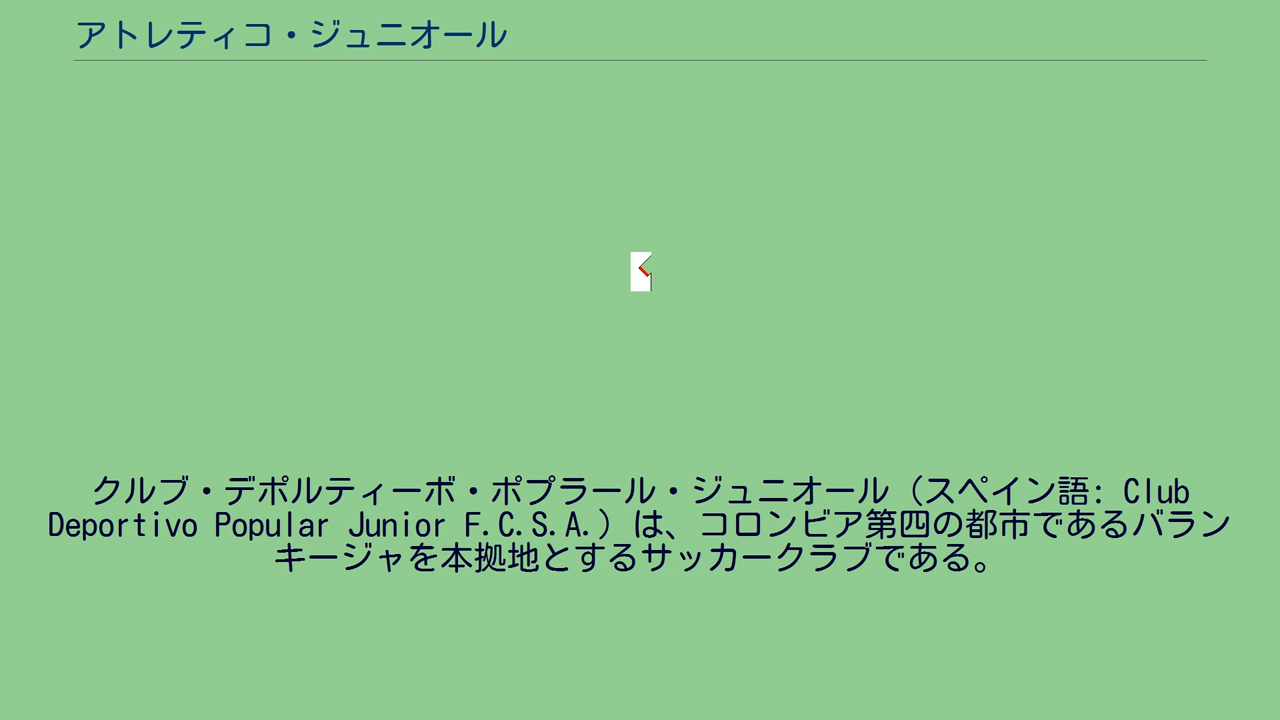 アトレティコ・ジュニオール
クルブ・デポルティーボ・ポプラール・ジュニオール（スペイン語: Club
Deportivo Popular Junior F.C.S.A.）は、コロンビア第四の都市であるバラン
キージャを本拠地とするサッカークラブである。